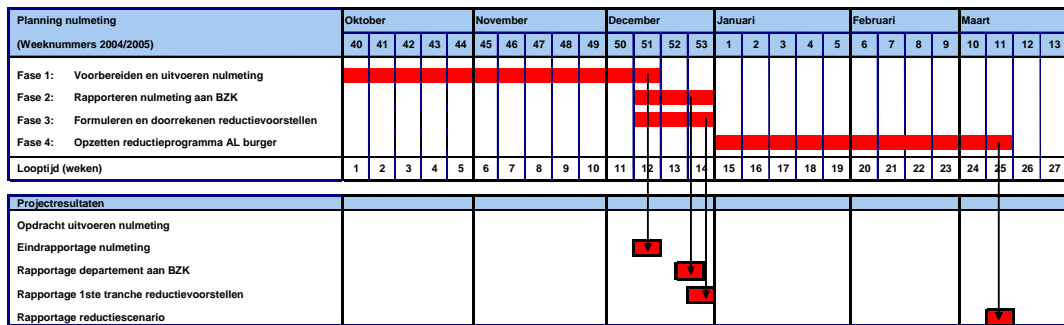 Planning nulmeting Oktober November December Januari Februari Maart
(Weeknummers 2004/2005) 40 41 42 43 44 45 46 47 48 49 50 51 52 53 1 2 3 4 5 6 7 8 9 10 11 12 13
Fase 1: Voorbereiden en uitvoeren nulmeting
Fase 2: Rapporteren nulmeting aan BZK
Fase 3: Formuleren en doorrekenen reductievoorstellen
Fase 4: Opzetten reductieprogramma AL burger
Looptijd (weken) 1 2 3 4 5 6 7 8 9 10 11 12 13 14 15 16 17 18 19 20 21 22 23 24 25 26 27
Projectresultaten
Opdracht uitvoeren nulmeting
Eindrapportage nulmeting
Rapportage departement aan BZK
Rapportage 1ste tranche reductievoorstellen
Rapportage reductiescenario